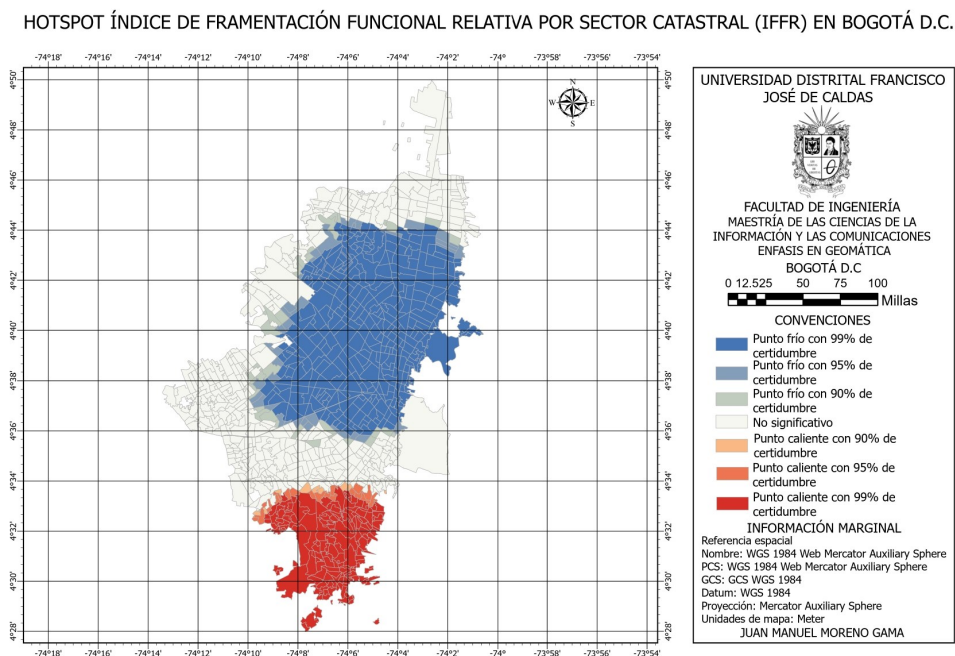 HOTSPOT ÍNDICE DE FRAMENTACIÓN FUNCIONAL RELATIVA POR SECTOR CATASTRAL (IFFR) EN BOGOTÁ D.C.
-74°18' -74°16' -74°14' -74°12' -74°10' -74°8' -74°6' -74°4' -74°2' -74°0' -73°58' -73°56' -73°54'
4°50'
4°48'
4°46'
4°44'
4°42'
4°40'
4°38'
4°36'
4°34'
4°32'
4°30'
4°28'
N
W E
S
-74°18' -74°16' -74°14' -74°12' -74°10' -74°8' -74°6' -74°4' -74°2' -74°0' -73°58' -73°56' -73°54'
UNIVERSIDAD DISTRITAL FRANCISCO
JOSÉ DE CALDAS
FACULTAD DE INGENIERÍA
MAESTRÍA DE LAS CIENCIAS DE LA
INFORMACIÓN Y LAS COMUNICACIONES
ENFASIS EN GEOMÁTICA
BOGOTÁ D.C
0 12.525 50 75 100
Millas
CONVENCIONES
Punto frío con 99% de
certidumbre
Punto frío con 95% de
certidumbre
Punto frío con 90% de
certidumbre
No significativo
Punto caliente con 90% de
certidumbre
Punto caliente con 95% de
certidumbre
Punto caliente con 99% de
certidumbre
INFORMACIÓN MARGINAL
Referencia espacial
Nombre: WGS 1984 Web Mercator Auxiliary Sphere
PCS: WGS 1984 Web Mercator Auxiliary Sphere
GCS: GCS WGS 1984
Datum: WGS 1984
Proyección: Mercator Auxiliary Sphere
Unidades de mapa: Meter
JUAN MANUEL MORENO GAMA